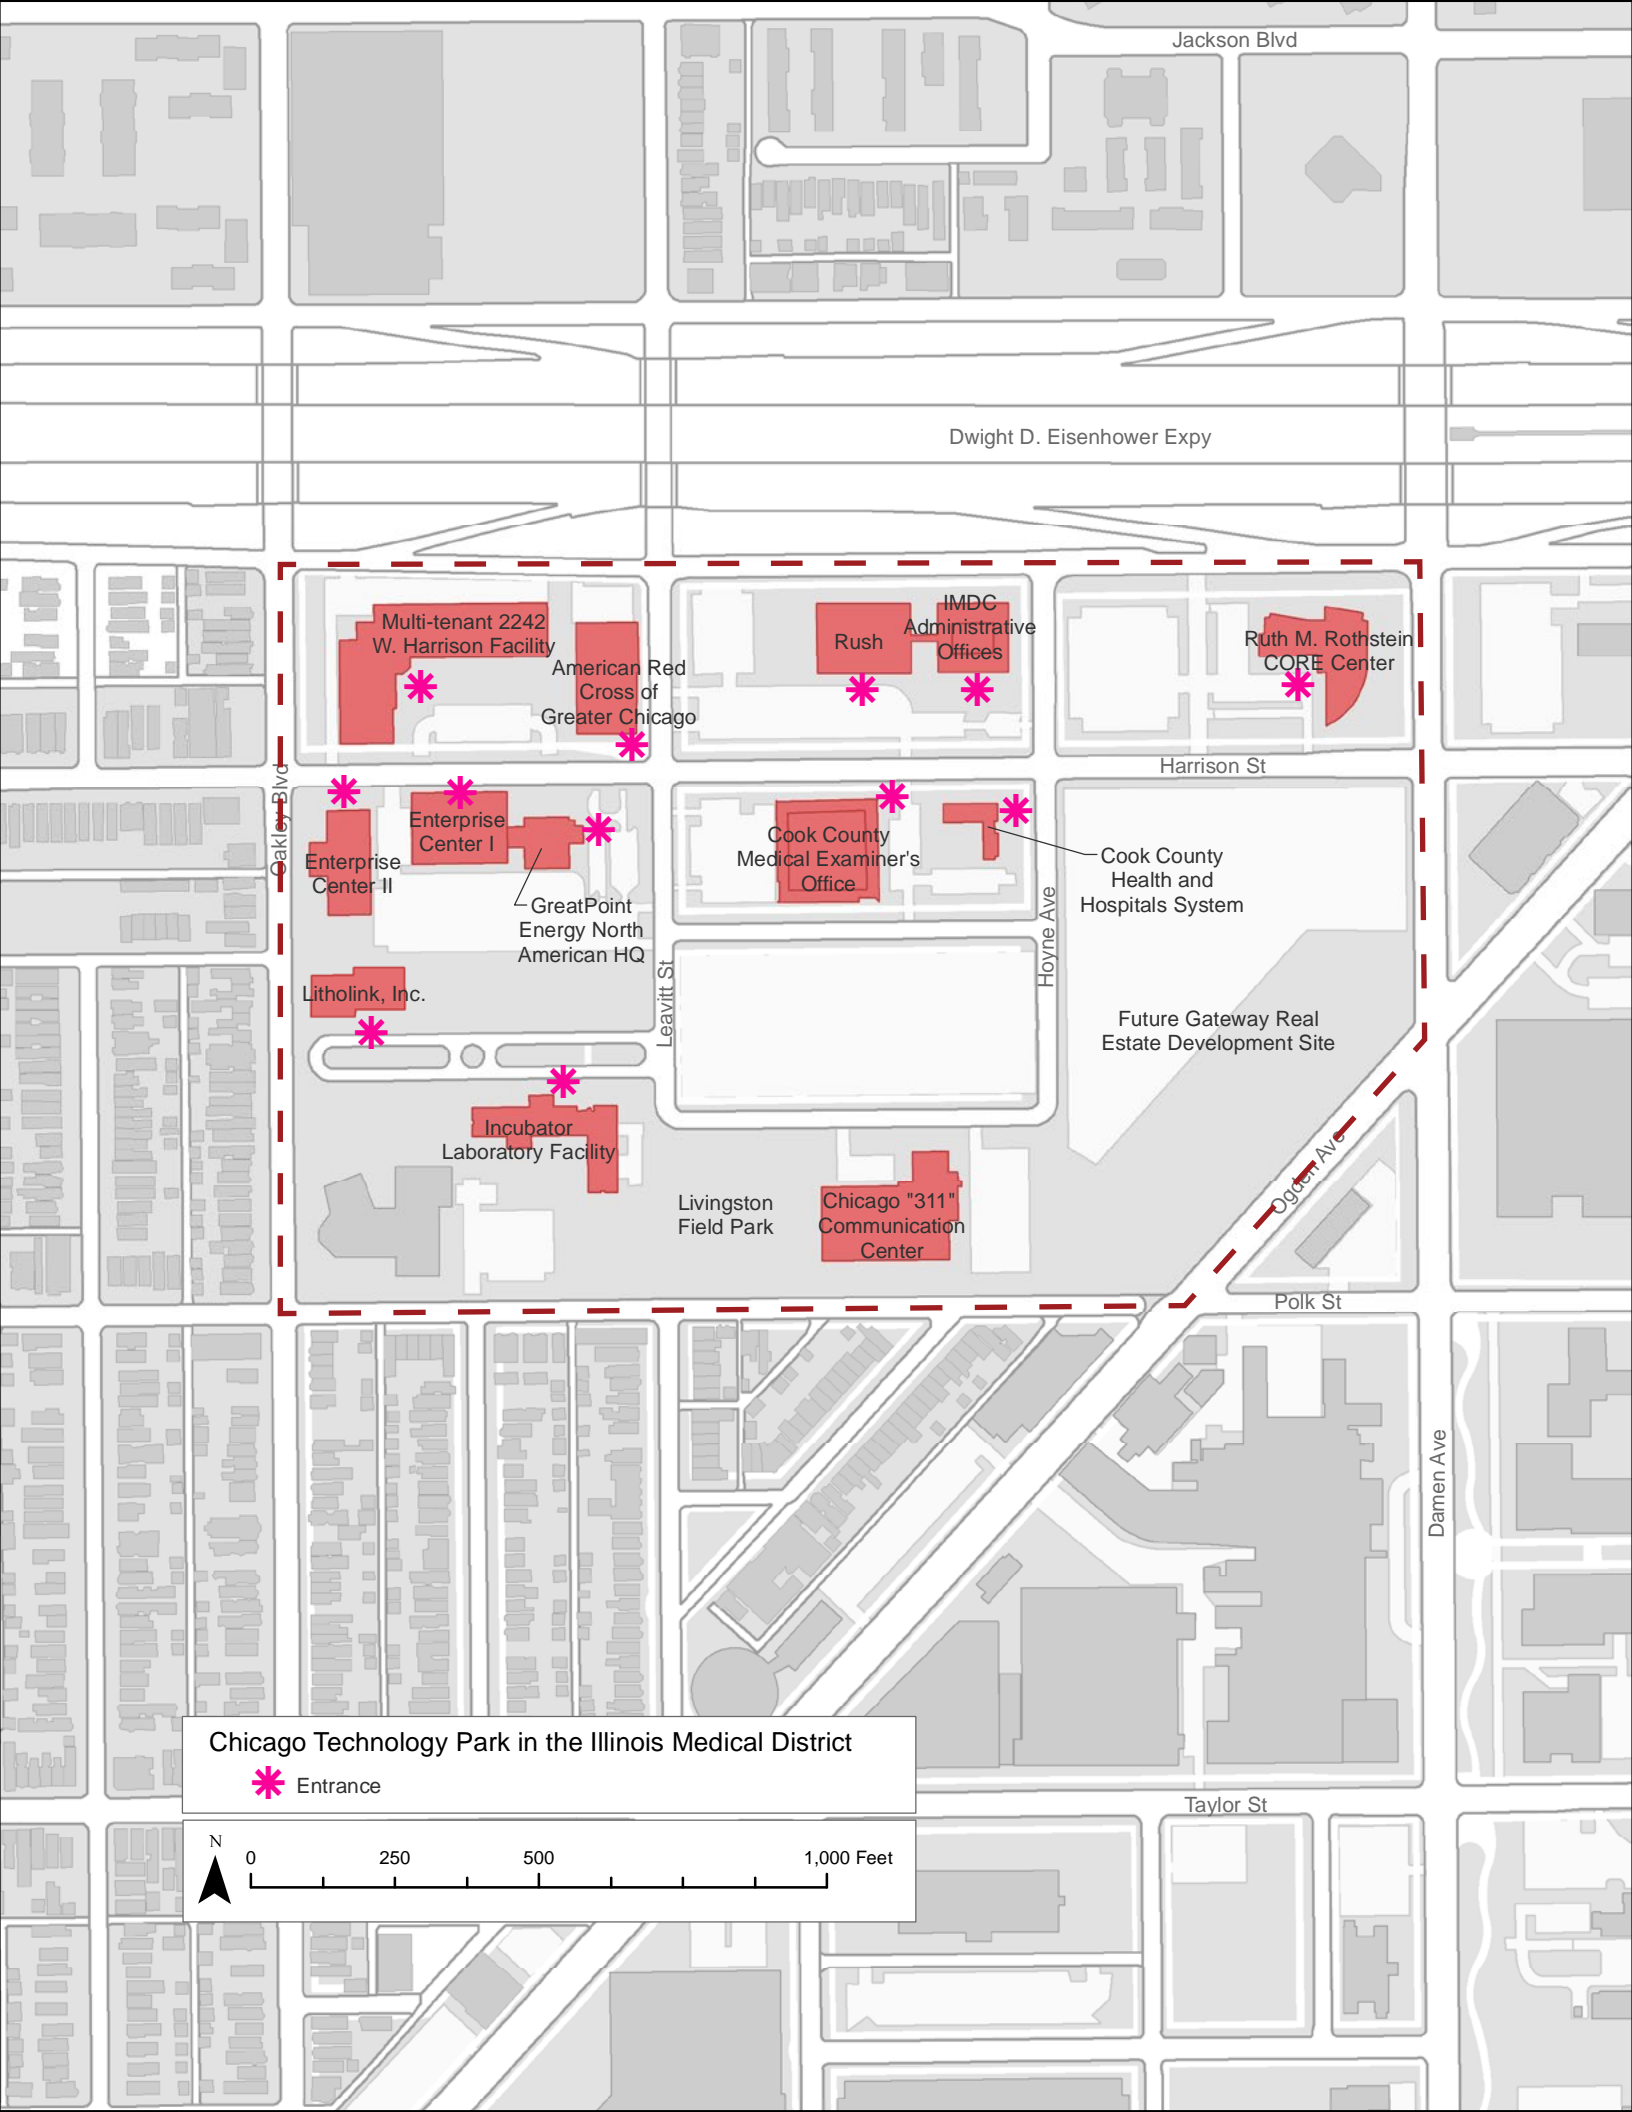 Jackson Blvd
Dwight D. Eisenhower Expy
Multi-tenant 2242
W. Harrison Facility
American Red
Cross of
Greater Chicago
Rush
IMDC
Administrative
Offices
Ruth M. Rothstein
CORE Center
Harrison St
Oakley Blvd
Enterprise
Center II
Enterprise
Center I
GreatPoint
Energy North
American HQ
Cook County
Medical Examiner's
Office
Cook County
Health and
Hospitals System
Hoyne Ave
Leavitt St
Litholink, Inc.
Future Gateway Real
Estate Development Site
Incubator
Laboratory Facility
Livingston
Field Park
Chicago "311"
Communication
Center
Ogden Ave
Polk St
Damen Ave
Chicago Technology Park in the Illinois Medical District
Entrance
Taylor St
N
0 250 500 1,000 Feet